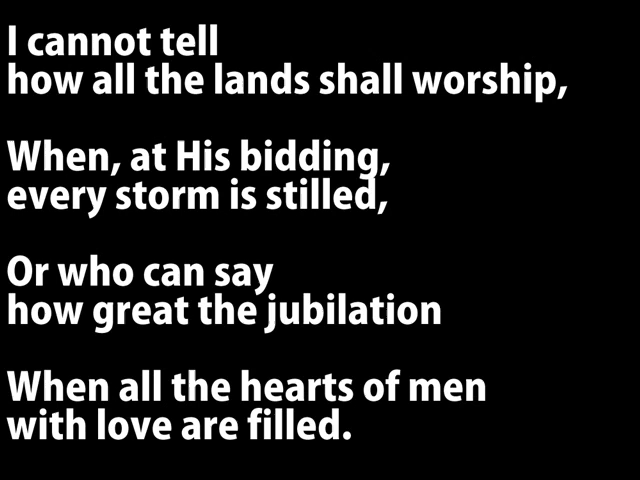 I cannot tell
how all the lands shall worship,
When, at His bidding,
every storm is stilled,
Or who can say
how great the jubilation
When all the hearts of men
with love are filled.